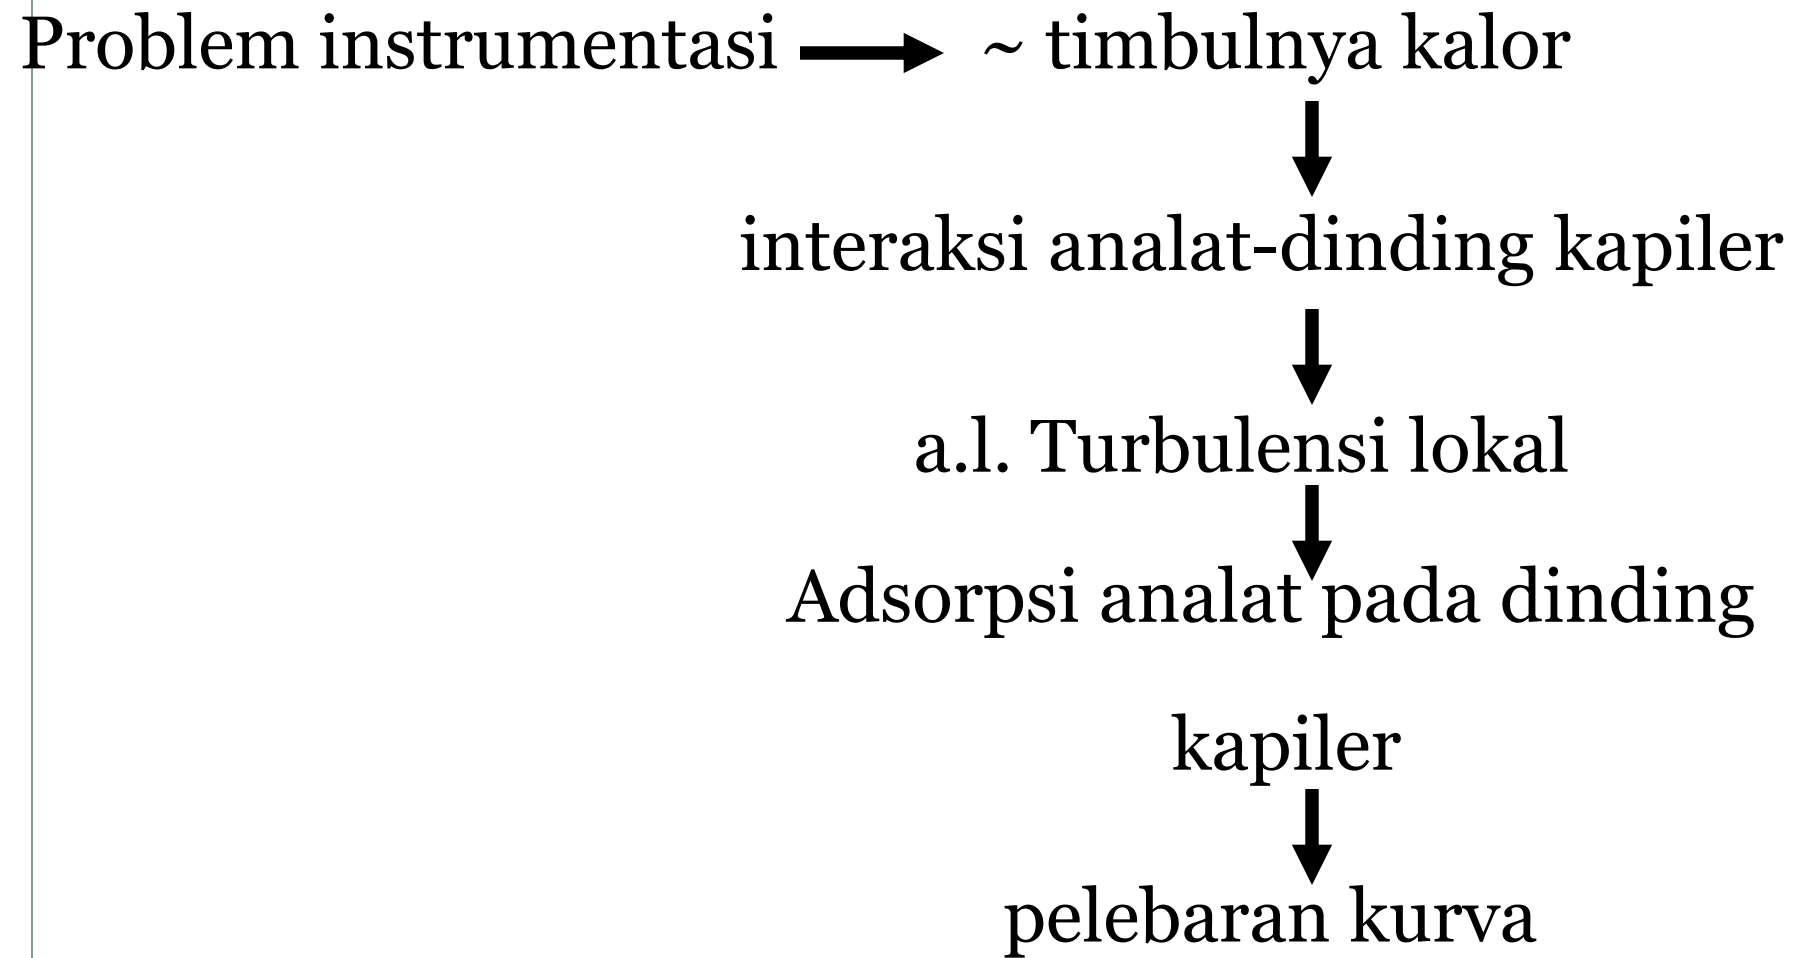 Problem instrumentasi ~ timbulnya kalor
interaksi analat-dinding kapiler
a.l. Turbulensi lokal
Adsorpsi analat pada dinding
kapiler
pelebaran kurva